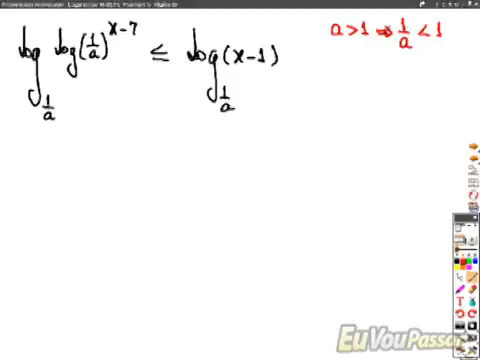 log log(1/a)^x-7 ≤ log(x-1)
1/a 1/a
a > 1 ⇒ 1/a < 1
EuVouPassar